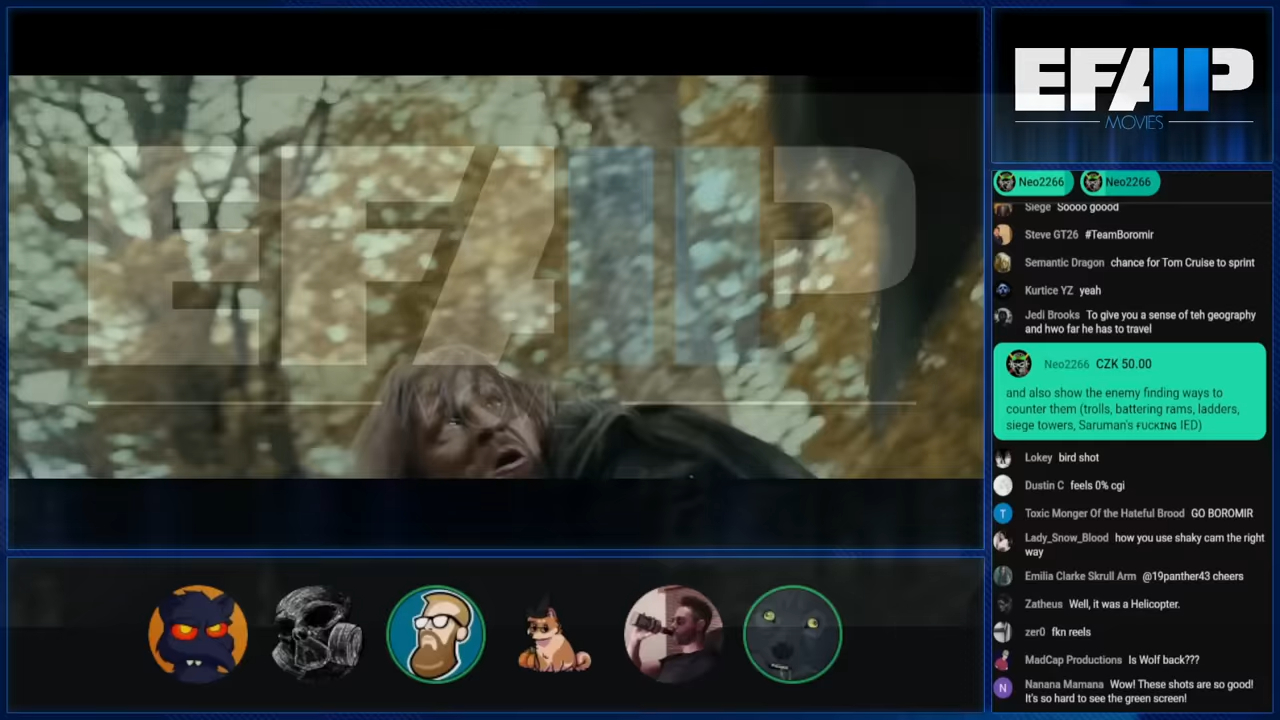 EFAP
EFAP
MOVIES
Neo2266
Neo2266
Siege Soooo goood
Steve GT26 #TeamBoromir
Semantic Dragon chance for Tom Cruise to sprint
Kurtice YZ yeah
Jedi Brooks To give you a sense of teh geography
and hwo far he has to travel
Neo2266 CZK 50.00
and also show the enemy finding ways to
counter them (trolls, battering rams, ladders,
siege towers, Saruman's ꜰᴜᴄᴋɪɴɢ IED)
Lokey bird shot
Dustin C feels 0% cgi
T Toxic Monger Of the Hateful Brood GO BOROMIR
Lady_Snow_Blood how you use shaky cam the right
way
Emilia Clarke Skrull Arm @19panther43 cheers
Zatheus Well, it was a Helicopter.
zer0 fkn reels
MadCap Productions Is Wolf back???
N Nanana Mamana Wow! These shots are so good!
It's so hard to see the green screen!